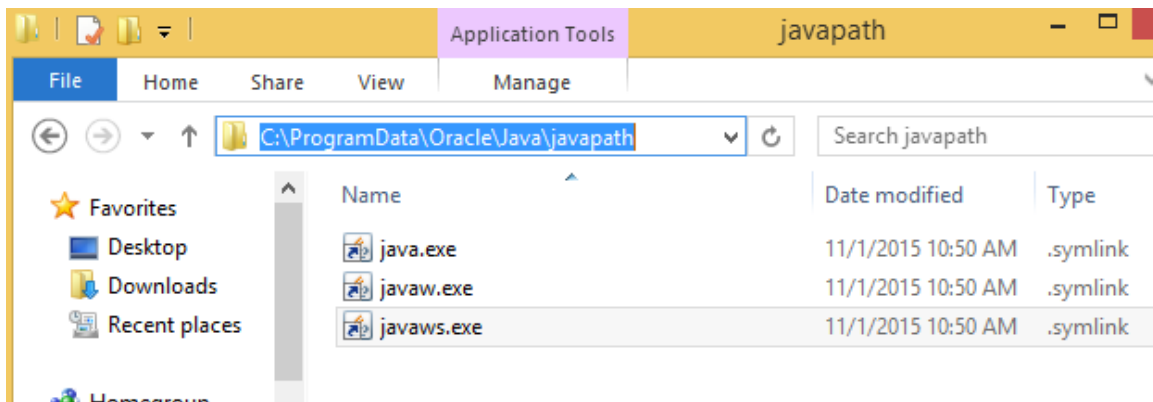 Application Tools javapath
File Home Share View Manage
C:\ProgramData\Oracle\Java\javapath Search javapath
Favorites
Desktop
Downloads
Recent places
Homegroup
Name Date modified Type
java.exe 11/1/2015 10:50 AM .symlink
javaw.exe 11/1/2015 10:50 AM .symlink
javaws.exe 11/1/2015 10:50 AM .symlink